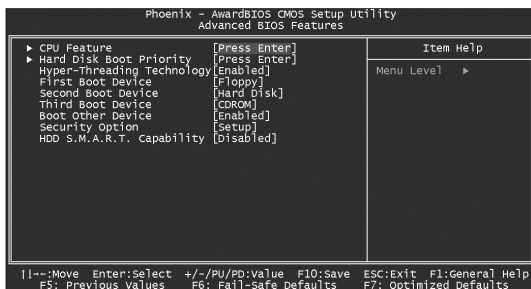 Phoenix - AwardBIOS CMOS Setup Utility
Advanced BIOS Features
▶ CPU Feature [Press Enter]
▶ Hard Disk Boot Priority [Press Enter]
Hyper-Threading Technology[Enabled]
First Boot Device [Floppy]
Second Boot Device [Hard Disk]
Third Boot Device [CDROM]
Boot Other Device [Enabled]
Security Option [Setup]
HDD S.M.A.R.T. Capability [Disabled]
Item Help
Menu Level ▶
↑↓→←:Move Enter:Select +/-/PU/PD:Value F10:Save ESC:Exit F1:General Help
F5: Previous Values F6: Fail-Safe Defaults F7: Optimized Defaults